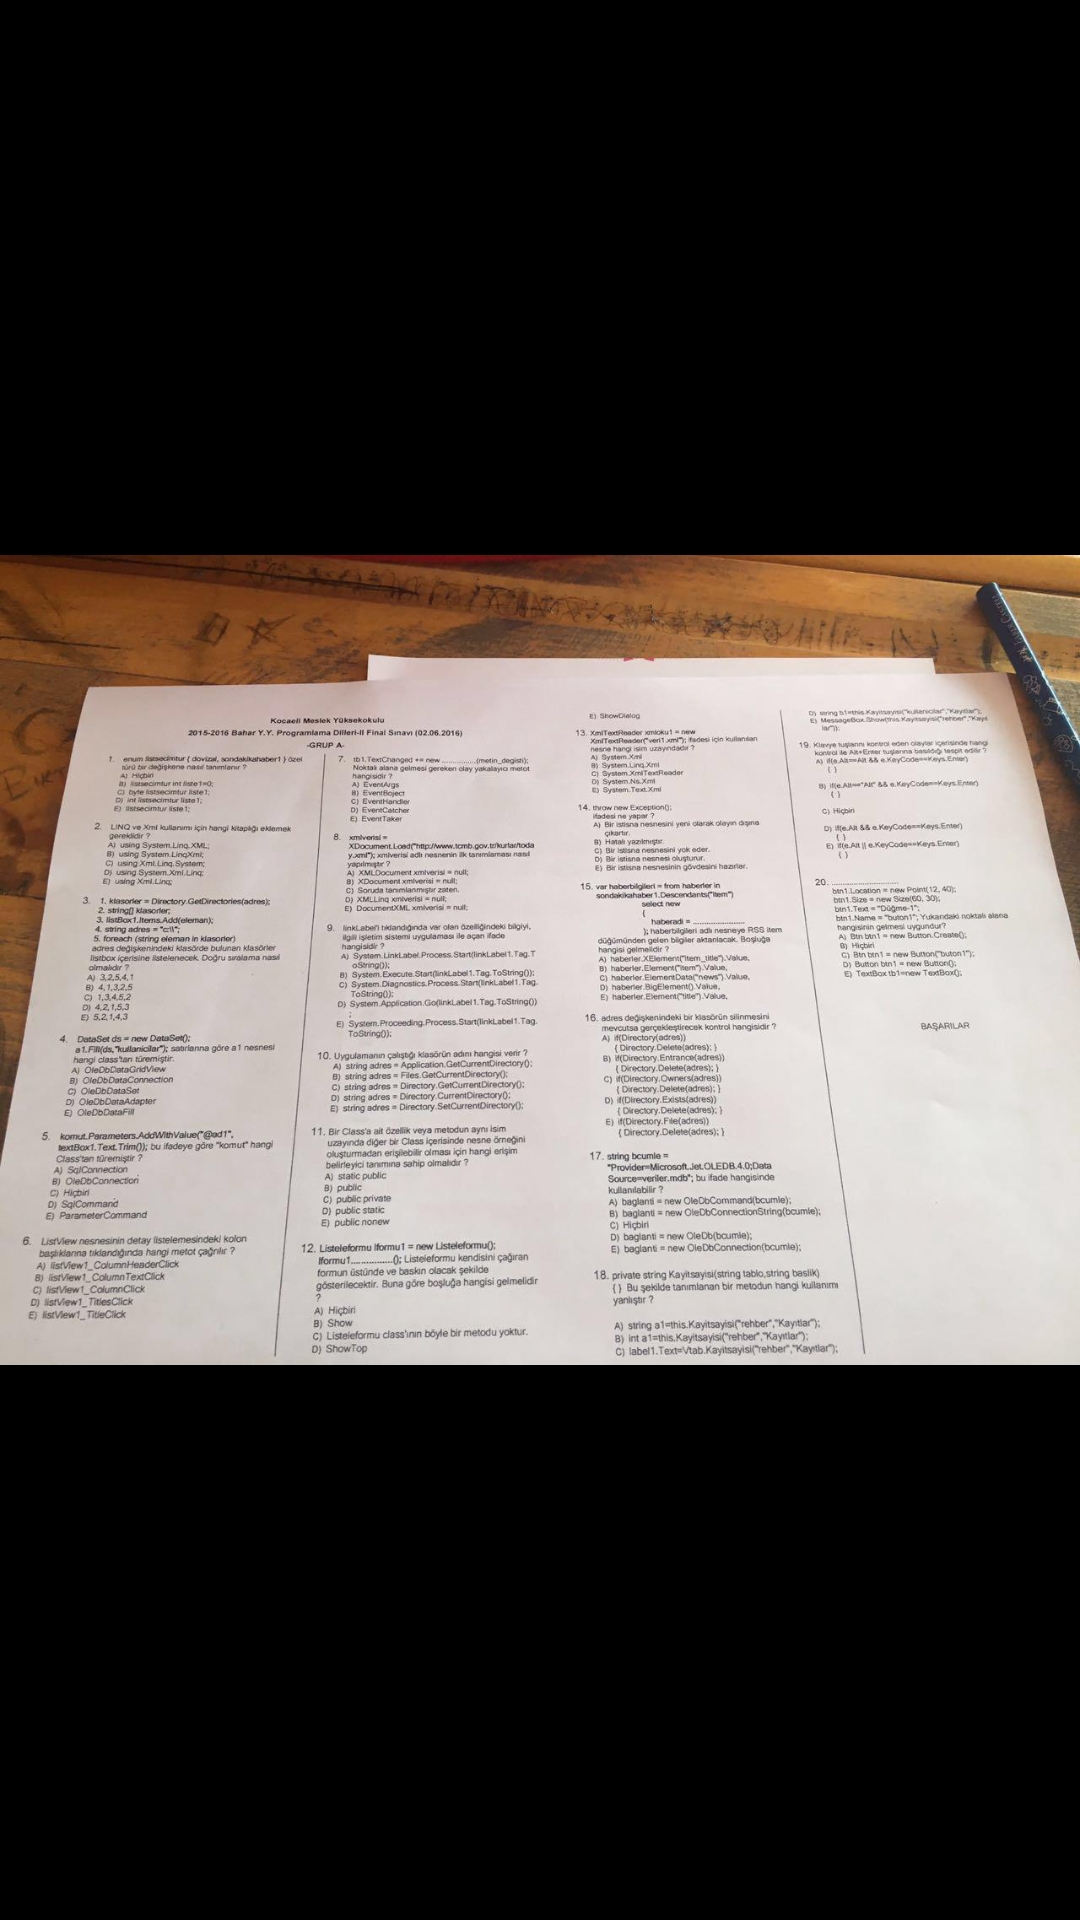 Kocaeli Meslek Yüksekokulu
2015-2016 Bahar Y.Y. Programlama Dilleri-II Final Sınavı (02.06.2016)
-GRUP A-
1. enum listsecimtur { dovizal, sondakikahaber1 } özel
türü bir değişkene nasıl tanımlanır ?
A) Hiçbiri
B) listsecimtur int liste1=0;
C) byte listsecimtur liste1;
D) int listsecimtur liste1;
E) listsecimtur liste1;
2. LINQ ve Xml kullanımı için hangi kitaplığı eklemek
gereklidir ?
A) using System.Linq.XML;
B) using System.LinqXml;
C) using Xml.Linq.System;
D) using System.Xml.Linq;
E) using Xml.Linq;
3. 1. klasorler = Directory.GetDirectories(adres);
2. string[] klasorler;
3. listBox1.Items.Add(eleman);
4. string adres = "c:\\";
5. foreach (string eleman in klasorler)
adres değişkenindeki klasörde bulunan klasörler
listbox içerisine listelenecek. Doğru sıralama nasıl
olmalıdır ?
A) 3,2,5,4,1
B) 4,1,3,2,5
C) 1,3,4,5,2
D) 4,2,1,5,3
E) 5,2,1,4,3
4. DataSet ds = new DataSet();
a1.Fill(ds,"kullanicilar"); satırlarına göre a1 nesnesi
hangi class'tan türemiştir.
A) OleDbDataGridView
B) OleDbDataConnection
C) OleDbDataSet
D) OleDbDataAdapter
E) OleDbDataFill
5. komut.Parameters.AddWithValue("@ad1",
textBox1.Text.Trim()); bu ifadeye göre "komut" hangi
Class'tan türemiştir ?
A) SqlConnection
B) OleDbConnection
C) Hiçbiri
D) SqlCommand
E) ParameterCommand
6. ListView nesnesinin detay listelemesindeki kolon
başlıklarına tıklandığında hangi metot çağrılır ?
A) listView1_ColumnHeaderClick
B) listView1_ColumnTextClick
C) listView1_ColumnClick
D) listView1_TitlesClick
E) listView1_TitleClick
7. tb1.TextChanged += new ..............(metin_degisti);
Noktalı alana gelmesi gereken olay yakalayıcı metot
hangisidir ?
A) EventArgs
B) EventBoject
C) EventHandler
D) EventCatcher
E) EventTaker
8. xmlverisi =
XDocument.Load("http://www.tcmb.gov.tr/kurlar/toda
y.xml"); xmlverisi adlı nesnenin ilk tanımlaması nasıl
yapılmıştır ?
A) XMLDocument xmlverisi = null;
B) XDocument xmlverisi = null;
C) Soruda tanımlanmıştır zaten.
D) XMLLinq xmlverisi = null;
E) DocumentXML xmlverisi = null;
9. linkLabel'i tıklandığında var olan özelliğindeki bilgiyi,
ilgili işletim sistemi uygulaması ile açan ifade
hangisidir ?
A) System.LinkLabel.Process.Start(linkLabel1.Tag.T
oString());
B) System.Execute.Start(linkLabel1.Tag.ToString());
C) System.Diagnostics.Process.Start(linkLabel1.Tag.
ToString());
D) System.Application.Go(linkLabel1.Tag.ToString())
;
E) System.Proceeding.Process.Start(linkLabel1.Tag.
ToString());
10. Uygulamanın çalıştığı klasörün adını hangisi verir ?
A) string adres = Application.GetCurrentDirectory();
B) string adres = Files.GetCurrentDirectory();
C) string adres = Directory.GetCurrentDirectory();
D) string adres = Directory.CurrentDirectory();
E) string adres = Directory.SetCurrentDirectory();
11. Bir Class'a ait özellik veya metodun aynı isim
uzayında diğer bir Class içerisinde nesne örneğini
oluşturmadan erişilebilir olması için hangi erişim
belirleyici tanımına sahip olmalıdır ?
A) static public
B) public
C) public private
D) public static
E) public nonew
12. Listeleformu lformu1 = new Listeleformu();
lformu1.................(); Listeleformu kendisini çağıran
formun üstünde ve baskın olacak şekilde
gösterilecektir. Buna göre boşluğa hangisi gelmelidir
?
A) Hiçbiri
B) Show
C) Listeleformu class'ının böyle bir metodu yoktur.
D) ShowTop
E) ShowDialog
13. XmlTextReader xmloku1 = new
XmlTextReader("veri1.xml"); ifadesi için kullanılan
nesne hangi isim uzayındadır ?
A) System.Xml
B) System.Linq.Xml
C) System.XmlTextReader
D) System.Ns.Xml
E) System.Text.Xml
14. throw new Exception();
ifadesi ne yapar ?
A) Bir istisna nesnesini yeni olarak olayın dışına
çıkartır.
B) Hatalı yazılmıştır.
C) Bir istisna nesnesini yok eder.
D) Bir istisna nesnesi oluşturur.
E) Bir istisna nesnesinin gövdesini hazırlar.
15. var haberbilgileri = from haberler in
sondakikahaber1.Descendants("item")
select new
{
haberadi = .....................
}; haberbilgileri adlı nesneye RSS item
düğümünden gelen bilgiler aktarılacak. Boşluğa
hangisi gelmelidir ?
A) haberler.XElement("item_title").Value,
B) haberler.Element("item").Value,
C) haberler.ElementData("news").Value,
D) haberler.BigElement().Value,
E) haberler.Element("title").Value,
16. adres değişkenindeki bir klasörün silinmesini
mevcutsa gerçekleştirecek kontrol hangisidir ?
A) if(Directory(adres))
{ Directory.Delete(adres); }
B) if(Directory.Entrance(adres))
{ Directory.Delete(adres); }
C) if(Directory.Owners(adres))
{ Directory.Delete(adres); }
D) if(Directory.Exists(adres))
{ Directory.Delete(adres); }
E) if(Directory.File(adres))
{ Directory.Delete(adres); }
17. string bcumle =
"Provider=Microsoft.Jet.OLEDB.4.0;Data
Source=veriler.mdb"; bu ifade hangisinde
kullanılabilir ?
A) baglanti = new OleDbCommand(bcumle);
B) baglanti = new OleDbConnectionString(bcumle);
C) Hiçbiri
D) baglanti = new OleDb(bcumle);
E) baglanti = new OleDbConnection(bcumle);
18. private string Kayitsayisi(string tablo,string baslik)
{ } Bu şekilde tanımlanan bir metodun hangi kullanımı
yanlıştır ?
A) string a1=this.Kayitsayisi("rehber","Kayıtlar");
B) int a1=this.Kayitsayisi("rehber","Kayıtlar");
C) label1.Text=Vtab.Kayitsayisi("rehber","Kayıtlar");
D) string b1=this.Kayitsayisi("kullanicilar","Kayıtlar");
E) MessageBox.Show(this.Kayitsayisi("rehber","Kayıt
lar"));
19. Klavye tuşlarını kontrol eden olaylar içerisinde hangi
kontrol ile Alt+Enter tuşlarına basıldığı tespit edilir ?
A) if(e.Alt==Alt && e.KeyCode==Keys.Enter)
{ }
B) if(e.Alt=="Alt" && e.KeyCode==Keys.Enter)
{ }
C) Hiçbiri
D) if(e.Alt && e.KeyCode==Keys.Enter)
{ }
E) if(e.Alt || e.KeyCode==Keys.Enter)
{ }
20. ............................
btn1.Location = new Point(12, 40);
btn1.Size = new Size(60, 30);
btn1.Text = "Düğme-1";
btn1.Name = "buton1"; Yukarıdaki noktalı alana
hangisinin gelmesi uygundur?
A) Btn btn1 = new Button.Create();
B) Hiçbiri
C) Btn btn1 = new Button("buton1");
D) Button btn1 = new Button();
E) TextBox tb1=new TextBox();
BAŞARILAR